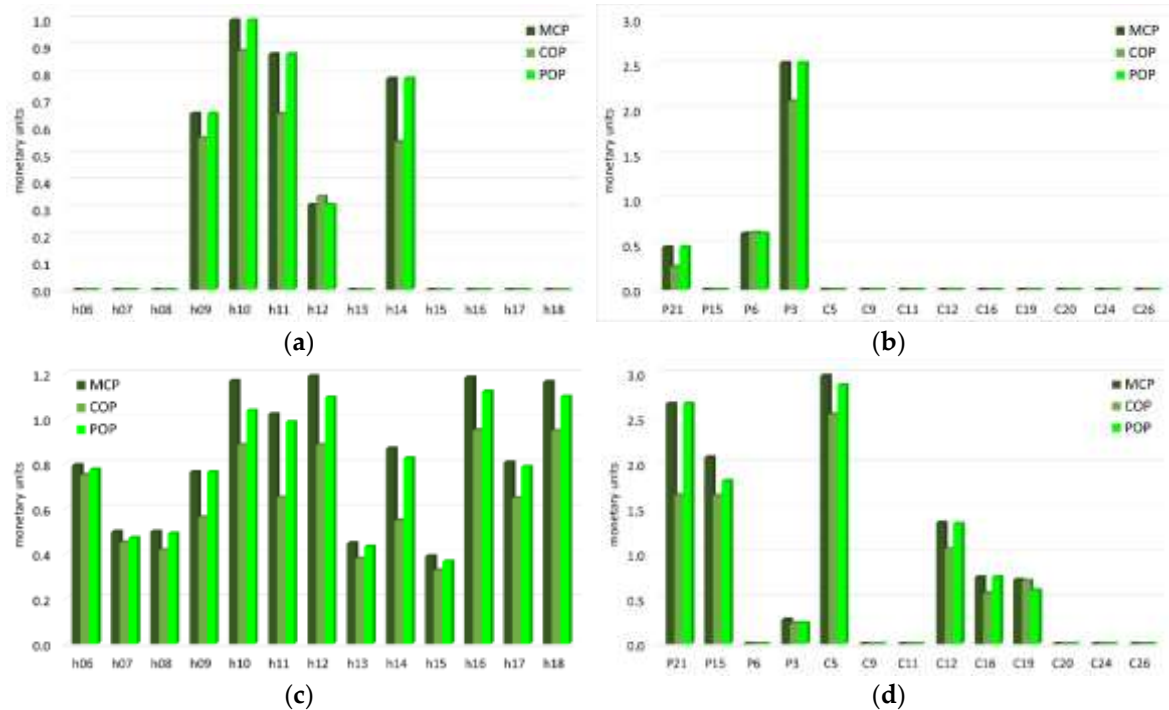 monetary units
1.0
0.9
0.8
0.7
0.6
0.5
0.4
0.3
0.2
0.1
0.0
MCP
COP
POP
h06 h07 h08 h09 h10 h11 h12 h13 h14 h15 h16 h17 h18
(a)
monetary units
3.0
2.5
2.0
1.5
1.0
0.5
0.0
MCP
COP
POP
P21 P15 P6 P3 C5 C9 C11 C12 C16 C19 C20 C24 C26
(b)
monetary units
1.2
1.0
0.8
0.6
0.4
0.2
0.0
MCP
COP
POP
h06 h07 h08 h09 h10 h11 h12 h13 h14 h15 h16 h17 h18
(c)
monetary units
3.0
2.5
2.0
1.5
1.0
0.5
0.0
MCP
COP
POP
P21 P15 P6 P3 C5 C9 C11 C12 C16 C19 C20 C24 C26
(d)